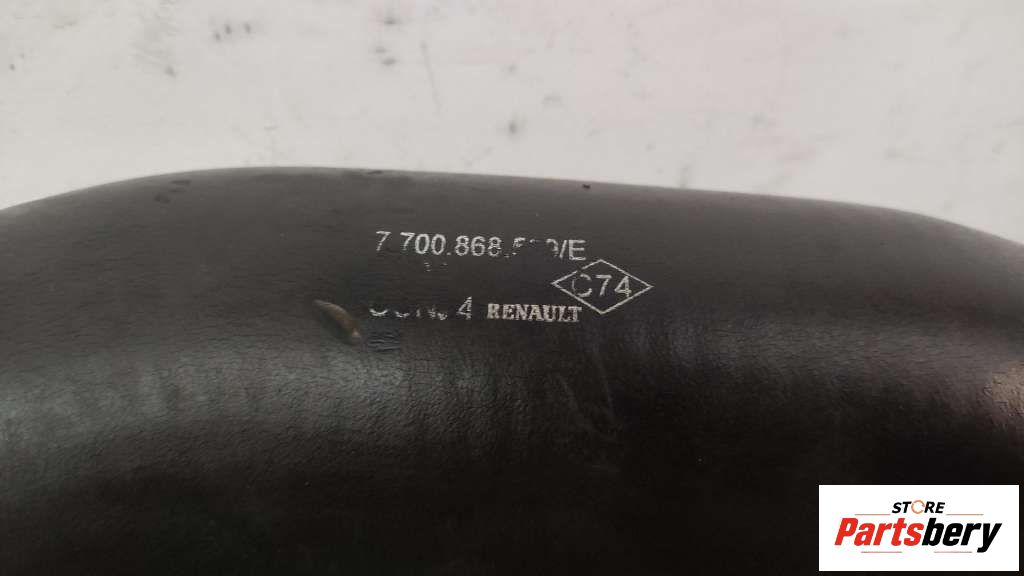 7 700.868
C74
4 RENAULT
STORE
Partsbery